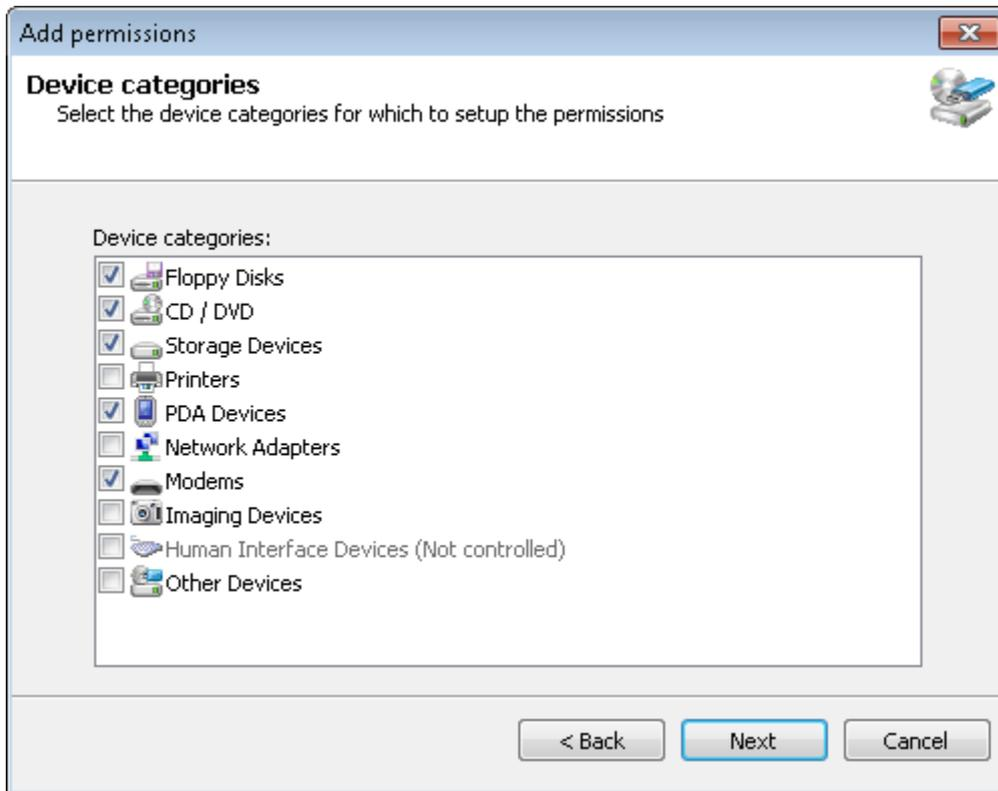 Add permissions
Device categories
Select the device categories for which to setup the permissions
Device categories:
Floppy Disks
CD / DVD
Storage Devices
Printers
PDA Devices
Network Adapters
Modems
Imaging Devices
Human Interface Devices (Not controlled)
Other Devices
< Back Next Cancel